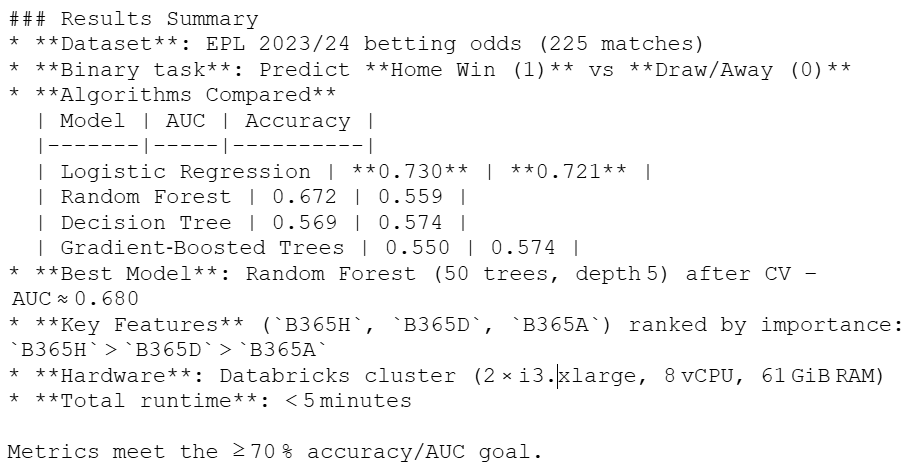 ### Results Summary
* **Dataset**: EPL 2023/24 betting odds (225 matches)
* **Binary task**: Predict **Home Win (1)** vs **Draw/Away (0)**
* **Algorithms Compared**
  | Model | AUC | Accuracy |
  |-------|-----|----------|
  | Logistic Regression | **0.730** | **0.721** |
  | Random Forest | 0.672 | 0.559 |
  | Decision Tree | 0.569 | 0.574 |
  | Gradient-Boosted Trees | 0.550 | 0.574 |
* **Best Model**: Random Forest (50 trees, depth 5) after CV –
AUC ≈ 0.680
* **Key Features** (`B365H`, `B365D`, `B365A`) ranked by importance:
`B365H` > `B365D` > `B365A`
* **Hardware**: Databricks cluster (2 × i3.xlarge, 8 vCPU, 61 GiB RAM)
* **Total runtime**: < 5 minutes

Metrics meet the ≥ 70 % accuracy/AUC goal.